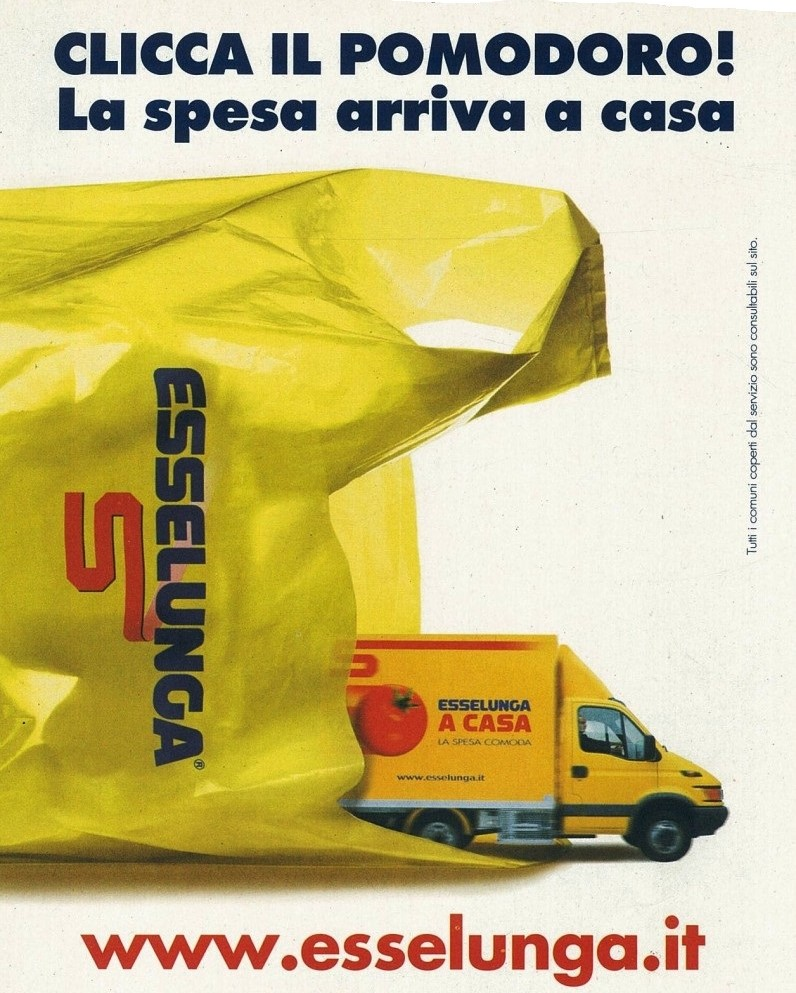 CLICCA IL POMODORO!
La spesa arriva a casa
Tutti i comuni coperti dal servizio sono consultabili sul sito.
ESSELUNGA®
ESSELUNGA
A CASA
LA SPESA COMODA
www.esselunga.it
www.esselunga.it